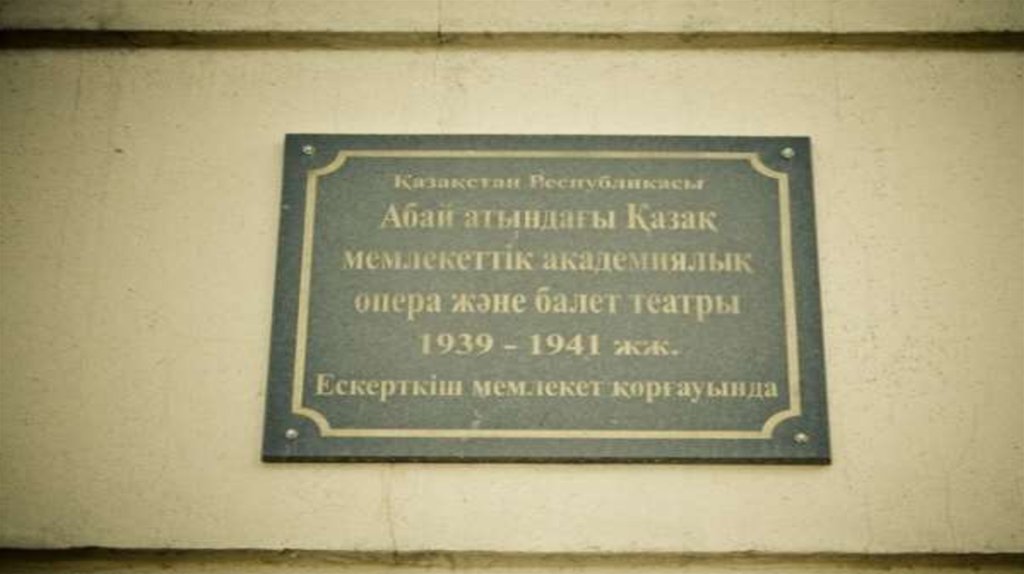 Қазақстан Республикасы
Абай атындағы Қазақ
мемлекеттік академиялық
опера және балет театры
1939 - 1941 жж.
Ескерткіш мемлекет қорғауында